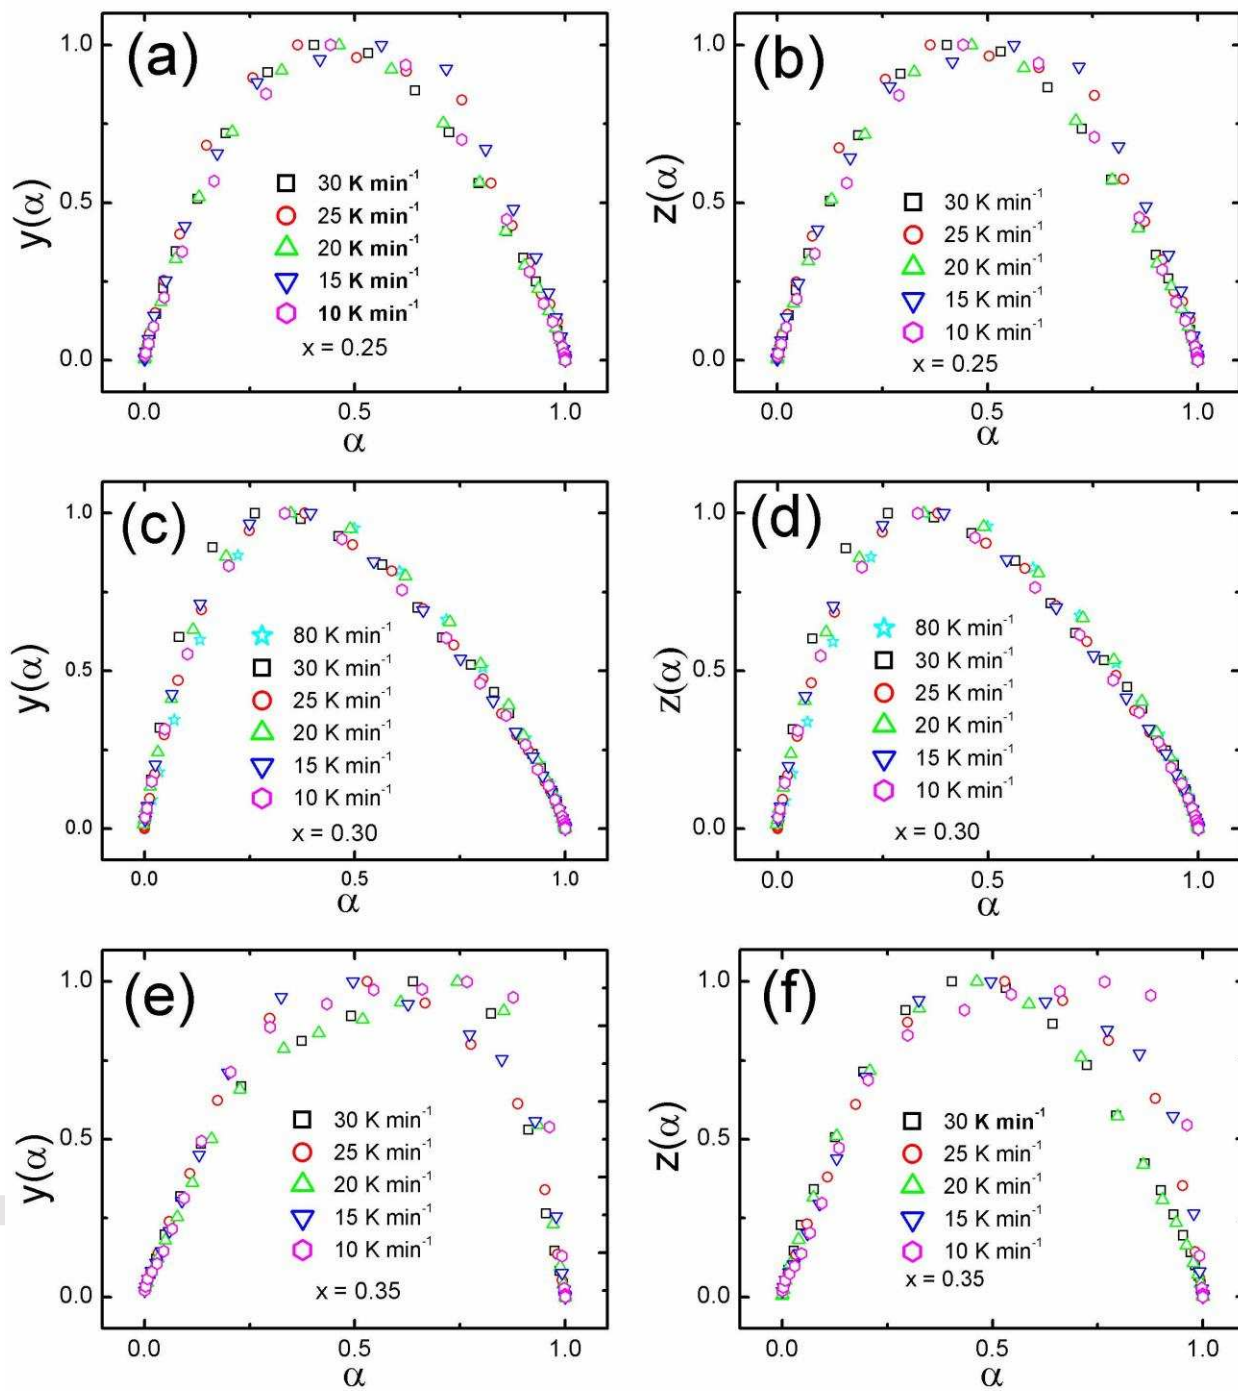 (a)
y(α)
1.0
0.5
0.0
30 K min⁻¹
25 K min⁻¹
20 K min⁻¹
15 K min⁻¹
10 K min⁻¹
x = 0.25
0.0 0.5 1.0
α
(b)
z(α)
1.0
0.5
0.0
30 K min⁻¹
25 K min⁻¹
20 K min⁻¹
15 K min⁻¹
10 K min⁻¹
x = 0.25
0.0 0.5 1.0
α
(c)
y(α)
1.0
0.5
0.0
80 K min⁻¹
30 K min⁻¹
25 K min⁻¹
20 K min⁻¹
15 K min⁻¹
10 K min⁻¹
x = 0.30
0.0 0.5 1.0
α
(d)
z(α)
1.0
0.5
0.0
80 K min⁻¹
30 K min⁻¹
25 K min⁻¹
20 K min⁻¹
15 K min⁻¹
10 K min⁻¹
x = 0.30
0.0 0.5 1.0
α
(e)
y(α)
1.0
0.5
0.0
30 K min⁻¹
25 K min⁻¹
20 K min⁻¹
15 K min⁻¹
10 K min⁻¹
x = 0.35
0.0 0.5 1.0
α
(f)
z(α)
1.0
0.5
0.0
30 K min⁻¹
25 K min⁻¹
20 K min⁻¹
15 K min⁻¹
10 K min⁻¹
x = 0.35
0.0 0.5 1.0
α